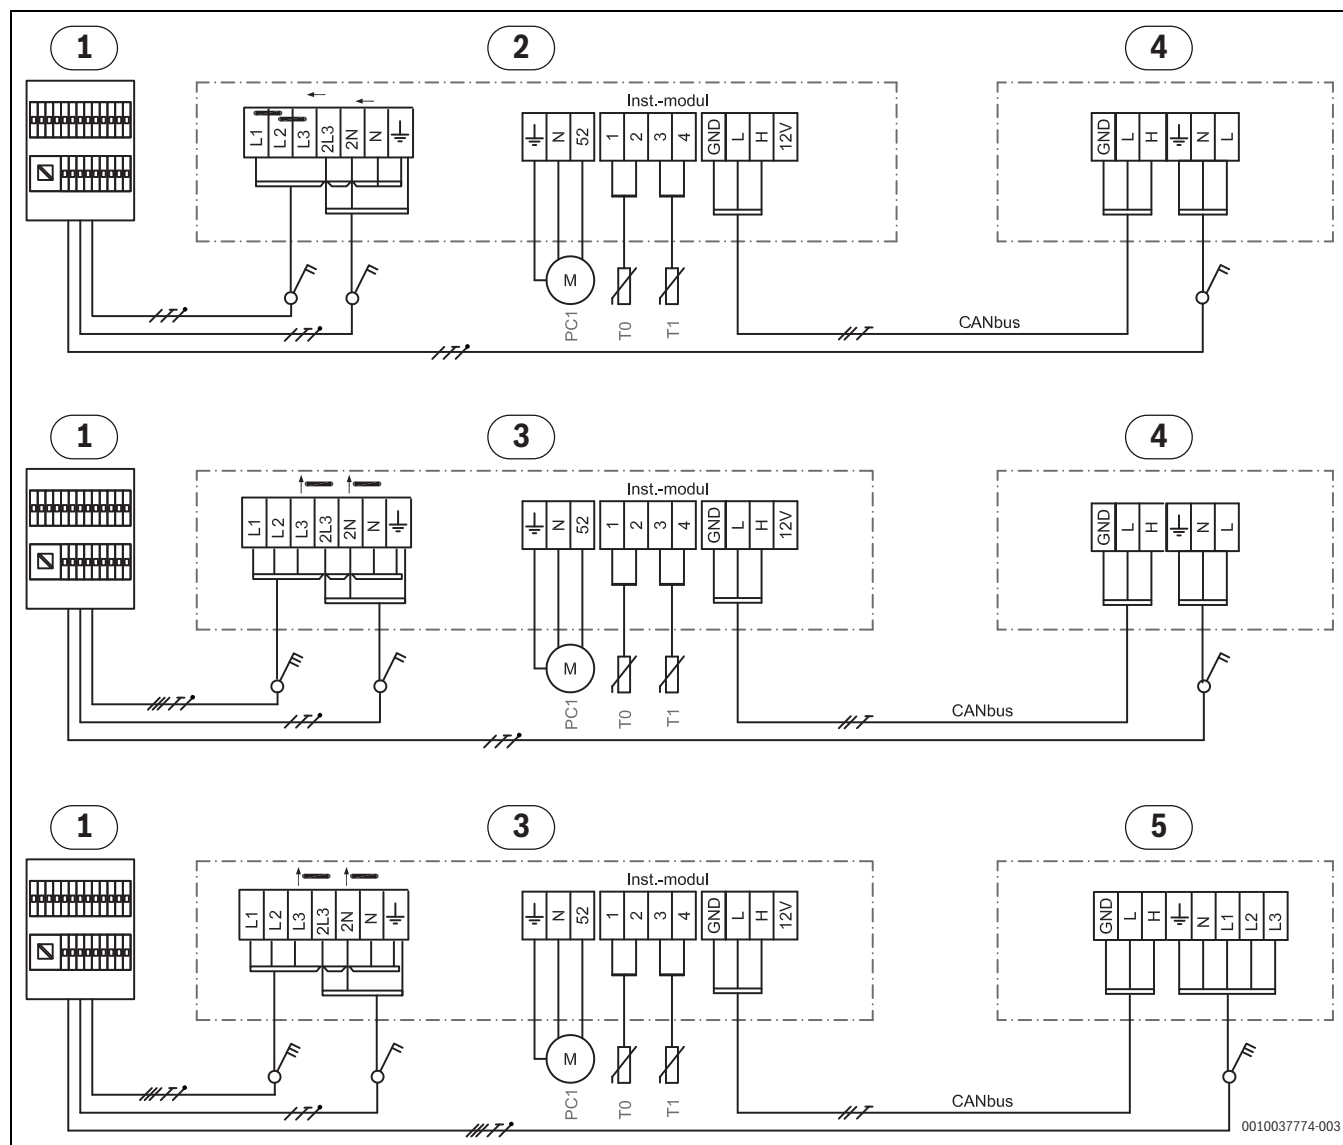 1
2
4
Inst.-modul
L1
L2
L3
2L3
2N
N
N
52
1
2
3
4
GND
L
H
12V
GND
L
H
N
L
M
PC1
T0
T1
CANbus
1
3
4
Inst.-modul
L1
L2
L3
2L3
2N
N
N
52
1
2
3
4
GND
L
H
12V
GND
L
H
N
L
M
PC1
T0
T1
CANbus
1
3
5
Inst.-modul
L1
L2
L3
2L3
2N
N
N
52
1
2
3
4
GND
L
H
12V
GND
L
H
N
L1
L2
L3
M
PC1
T0
T1
CANbus
0010037774-003